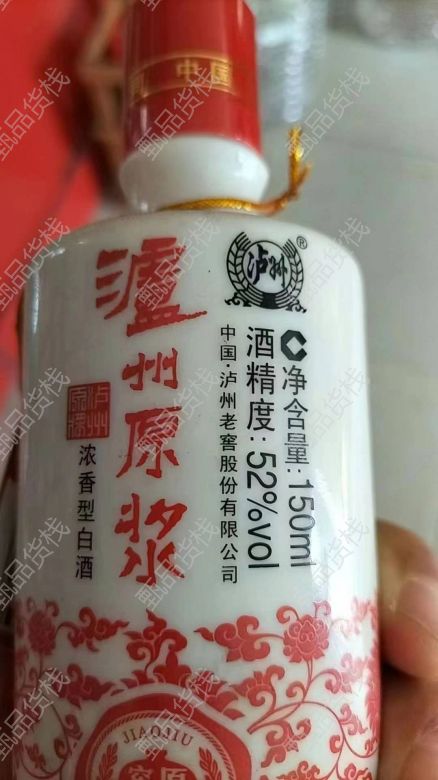 中国
瀘州原浆
泸州
原浆
浓香型白酒
泸州
®
中国·泸州老窖股份有限公司
酒精度:52%vol
净含量:150ml
JIAOJIU
甄品货栈